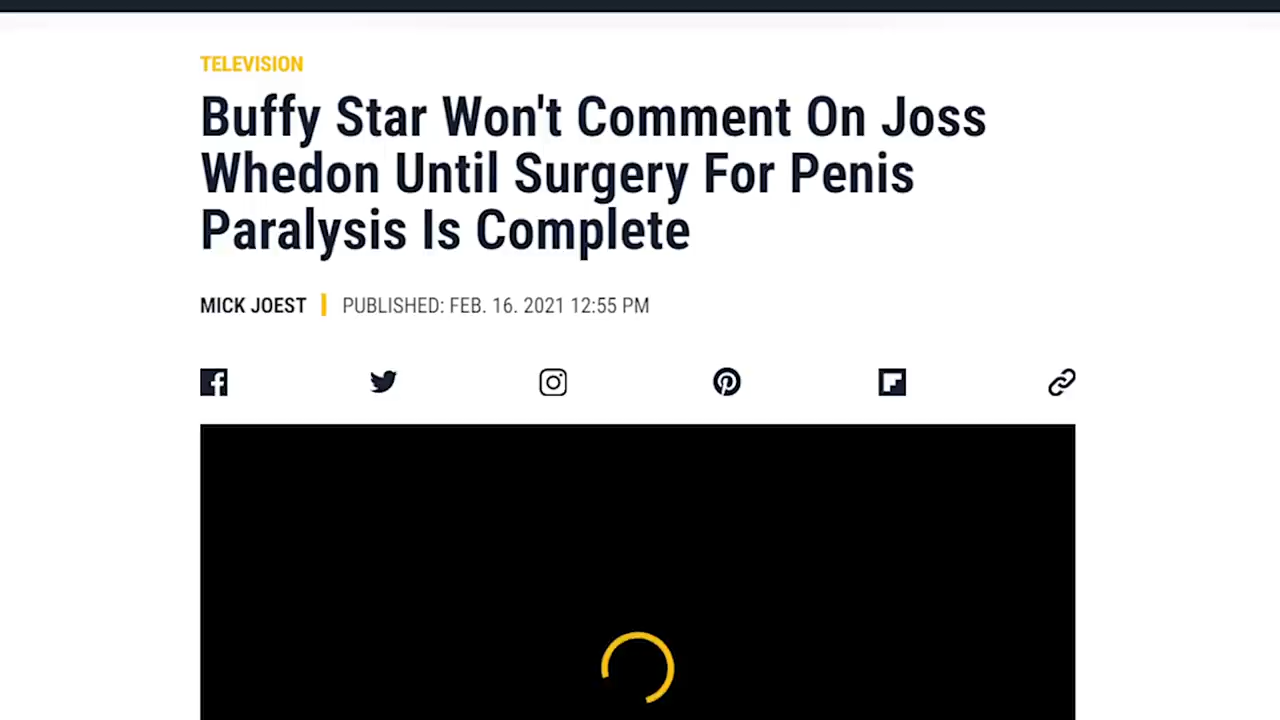 TELEVISION
Buffy Star Won't Comment On Joss
Whedon Until Surgery For Penis
Paralysis Is Complete
MICK JOEST PUBLISHED: FEB. 16. 2021 12:55 PM